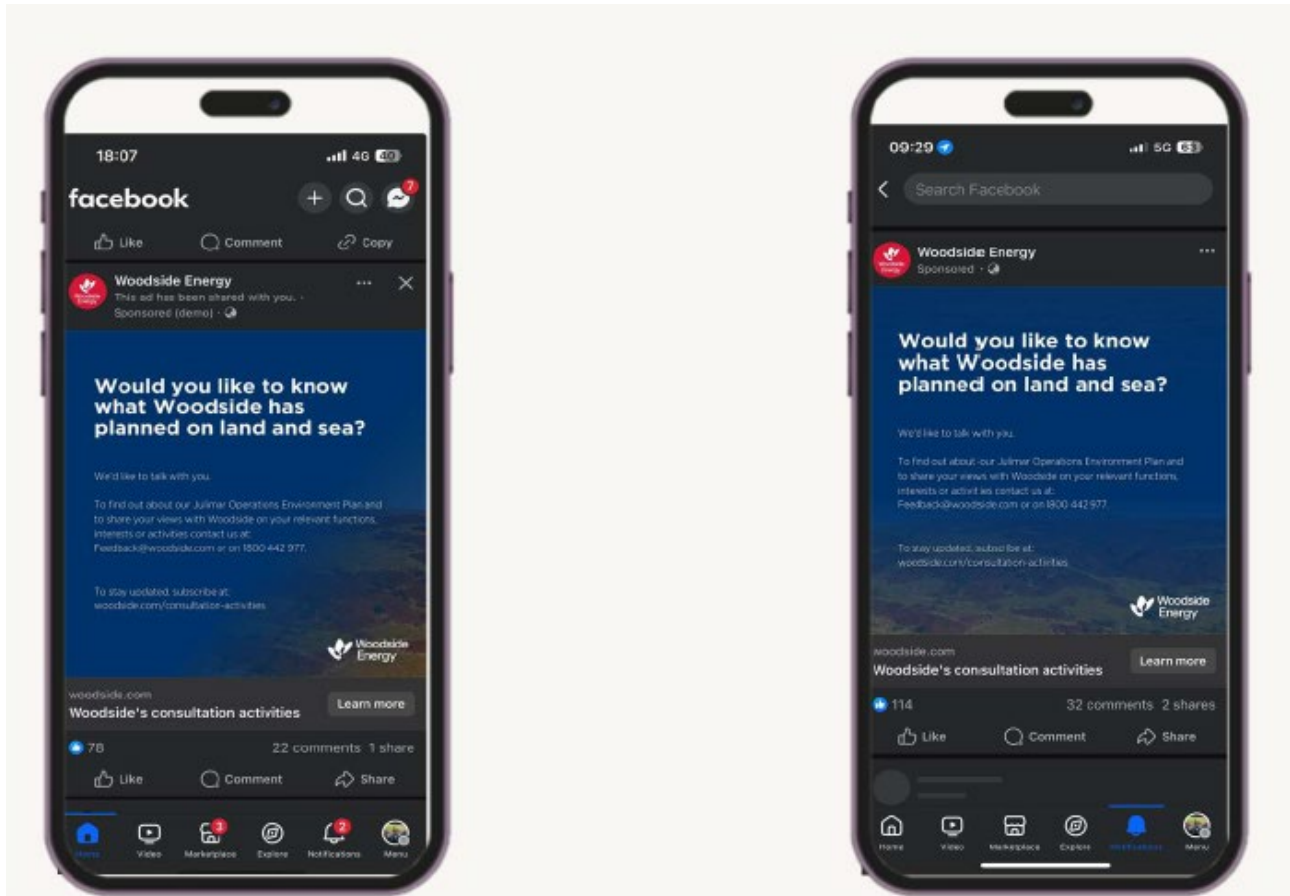 18:07
4G 49
facebook
7
Like Comment Copy
Woodside Energy
This ad has been shared with you. ·
Sponsored (demo) ·
Would you like to know
what Woodside has
planned on land and sea?
We'd like to talk with you.
To find out about our Julimar Operations Environment Plan and
to share your views with Woodside on your relevant functions,
interests or activities contact us at:
Feedback@woodside.com or on 1800 442 977.
To stay updated, subscribe at:
woodside.com/consultation-activities
Woodside
Energy
woodside.com
Woodside's consultation activities
Learn more
78
22 comments 1 share
Like Comment Share
3
2
Home Video Marketplace Explore Notifications Menu
09:29
5G 63
Search Facebook
Woodside Energy
Sponsored ·
Would you like to know
what Woodside has
planned on land and sea?
We'd like to talk with you.
To find out about our Julimar Operations Environment Plan and
to share your views with Woodside on your relevant functions,
interests or activities contact us at:
Feedback@woodside.com or on 1800 442 977.
To stay updated, subscribe at:
woodside.com/consultation-activities
Woodside
Energy
woodside.com
Woodside's consultation activities
Learn more
114
32 comments 2 shares
Like Comment Share
Home Video Marketplace Explore Notifications Menu